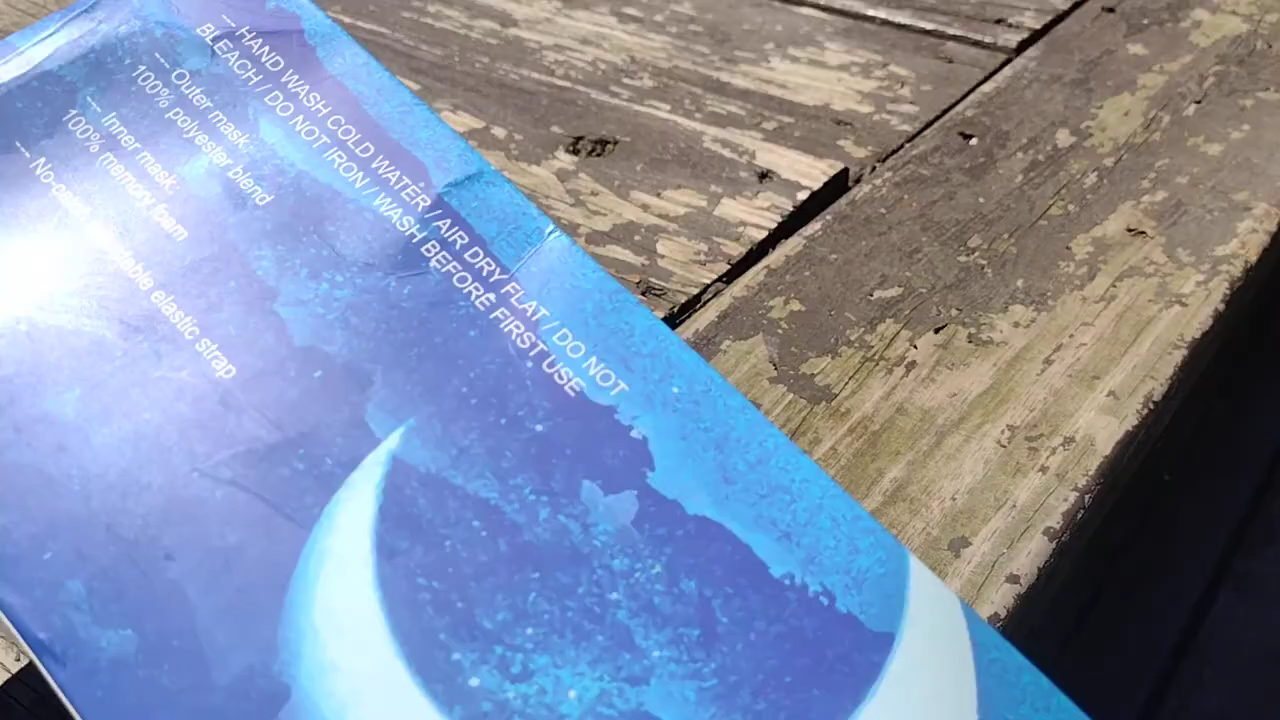 --- HAND WASH COLD WATER / AIR DRY FLAT / DO NOT
BLEACH / DO NOT IRON / WASH BEFORE FIRST USE
--- Outer mask:
100% polyester blend
--- Inner mask:
100% memory foam
--- elastic strap